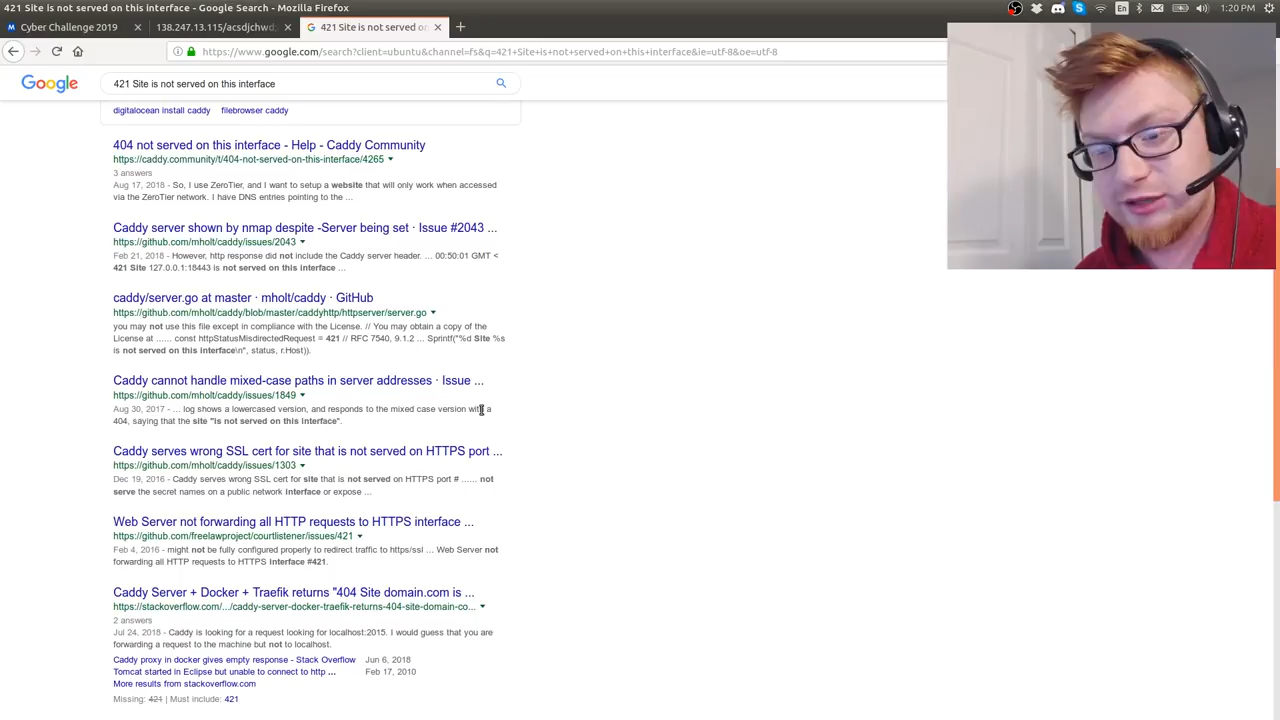 421 Site is not served on this interface - Google Search - Mozilla Firefox
En
1:20 PM
Cyber Challenge 2019
138.247.13.115/acsdjchwd
421 Site is not served on
https://www.google.com/search?client=ubuntu&channel=fs&q=421+Site+is+not+served+on+this+interface&ie=utf-8&oe=utf-8
Google
421 Site is not served on this interface
digitalocean install caddy filebrowser caddy
404 not served on this interface - Help - Caddy Community
https://caddy.community/t/404-not-served-on-this-interface/4265
3 answers
Aug 17, 2018 - So, I use ZeroTier, and I want to setup a website that will only work when accessed
via the ZeroTier network. I have DNS entries pointing to the ...
Caddy server shown by nmap despite -Server being set · Issue #2043 ...
https://github.com/mholt/caddy/issues/2043
Feb 21, 2018 - However, http response did not include the Caddy server header. ... 00:50:01 GMT <
421 Site 127.0.0.1:18443 is not served on this interface ...
caddy/server.go at master · mholt/caddy · GitHub
https://github.com/mholt/caddy/blob/master/caddyhttp/httpserver/server.go
you may not use this file except in compliance with the License. // You may obtain a copy of the
License at ...... const httpStatusMisdirectedRequest = 421 // RFC 7540, 9.1.2 ... Sprintf("%d Site %s
is not served on this interface\n", status, r.Host)).
Caddy cannot handle mixed-case paths in server addresses · Issue ...
https://github.com/mholt/caddy/issues/1849
Aug 30, 2017 - ... log shows a lowercased version, and responds to the mixed case version with a
404, saying that the site "is not served on this interface".
Caddy serves wrong SSL cert for site that is not served on HTTPS port ...
https://github.com/mholt/caddy/issues/1303
Dec 19, 2016 - Caddy serves wrong SSL cert for site that is not served on HTTPS port # ...... not
serve the secret names on a public network interface or expose ...
Web Server not forwarding all HTTP requests to HTTPS interface ...
https://github.com/freelawproject/courtlistener/issues/421
Feb 4, 2016 - might not be fully configured properly to redirect traffic to https/ssl ... Web Server not
forwarding all HTTP requests to HTTPS interface #421.
Caddy Server + Docker + Traefik returns "404 Site domain.com is ...
https://stackoverflow.com/.../caddy-server-docker-traefik-returns-404-site-domain-co...
2 answers
Jul 24, 2018 - Caddy is looking for a request looking for localhost:2015. I would guess that you are
forwarding a request to the machine but not to localhost.
Caddy proxy in docker gives empty response - Stack Overflow Jun 6, 2018
Tomcat started in Eclipse but unable to connect to http ... Feb 17, 2010
More results from stackoverflow.com
Missing: 421 | Must include: 421